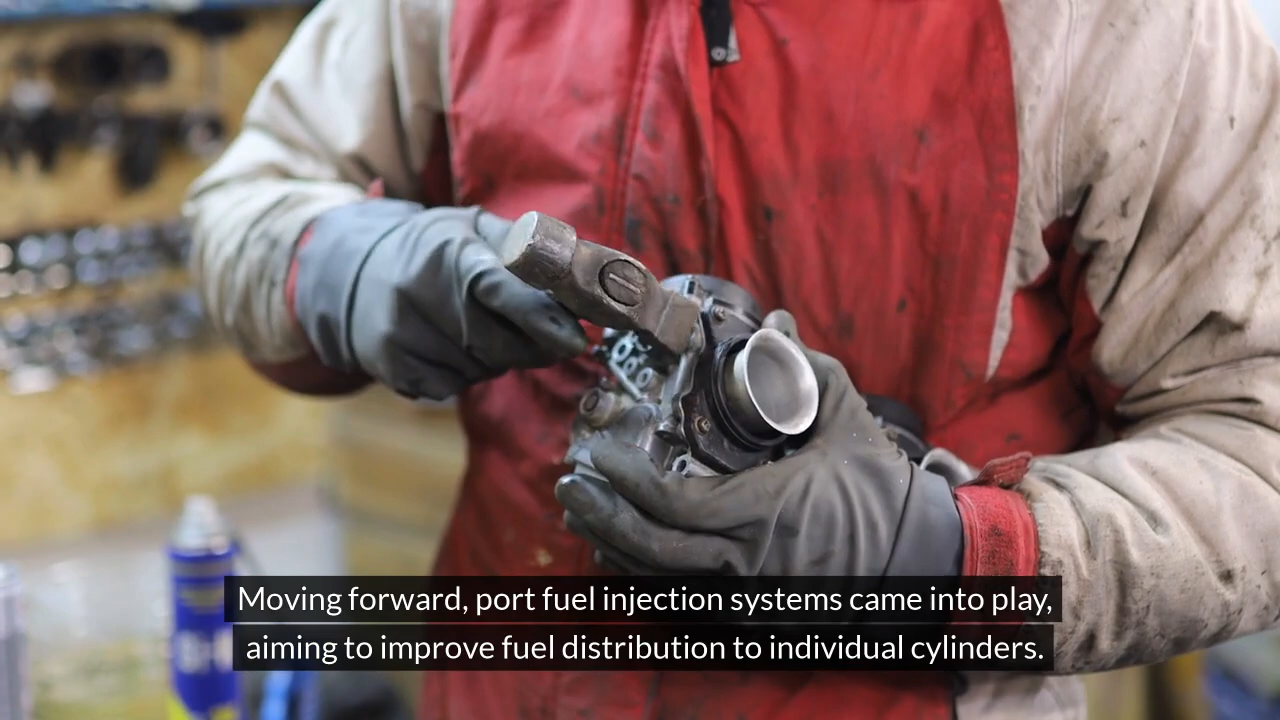 Moving forward, port fuel injection systems came into play,
aiming to improve fuel distribution to individual cylinders.